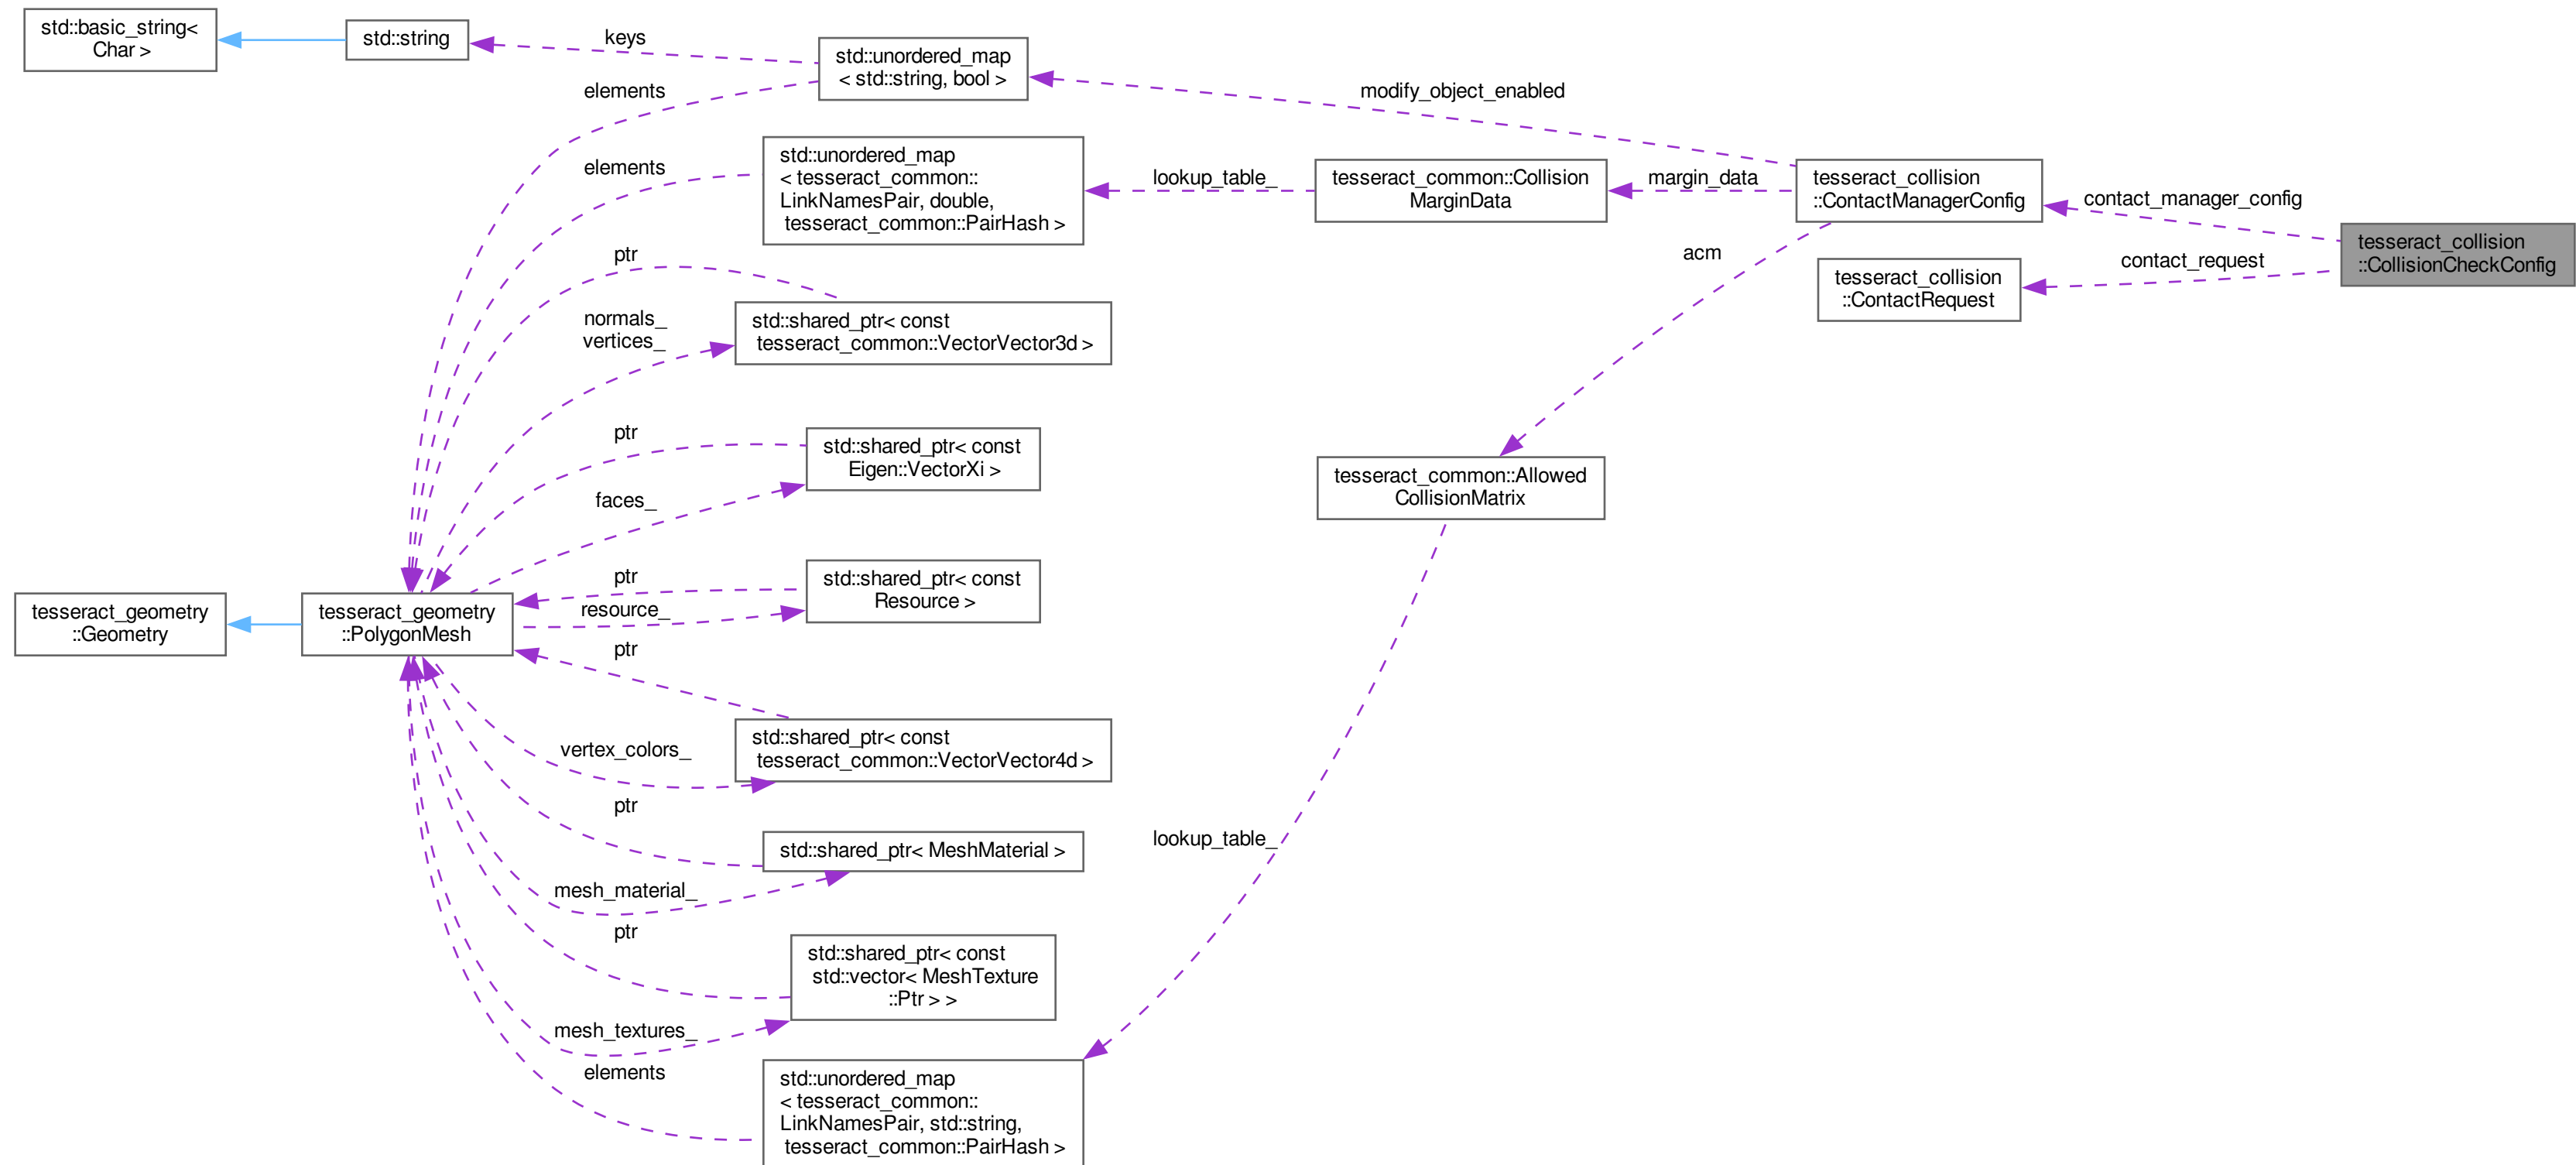 std::basic_string<
Char >
std::string
keys
std::unordered_map
< std::string, bool >
elements
modify_object_enabled
std::unordered_map
< tesseract_common::
LinkNamesPair, double,
tesseract_common::PairHash >
elements
lookup_table_
tesseract_common::Collision
MarginData
margin_data
tesseract_collision
::ContactManagerConfig
contact_manager_config
tesseract_collision
::CollisionCheckConfig
contact_request
tesseract_collision
::ContactRequest
acm
ptr
std::shared_ptr< const
tesseract_common::VectorVector3d >
normals_
vertices_
ptr
std::shared_ptr< const
Eigen::VectorXi >
faces_
tesseract_common::Allowed
CollisionMatrix
ptr
std::shared_ptr< const
Resource >
resource_
tesseract_geometry
::Geometry
tesseract_geometry
::PolygonMesh
ptr
std::shared_ptr< const
tesseract_common::VectorVector4d >
vertex_colors_
ptr
std::shared_ptr< MeshMaterial >
lookup_table_
mesh_material_
ptr
std::shared_ptr< const
std::vector< MeshTexture
::Ptr > >
mesh_textures_
elements
std::unordered_map
< tesseract_common::
LinkNamesPair, std::string,
tesseract_common::PairHash >